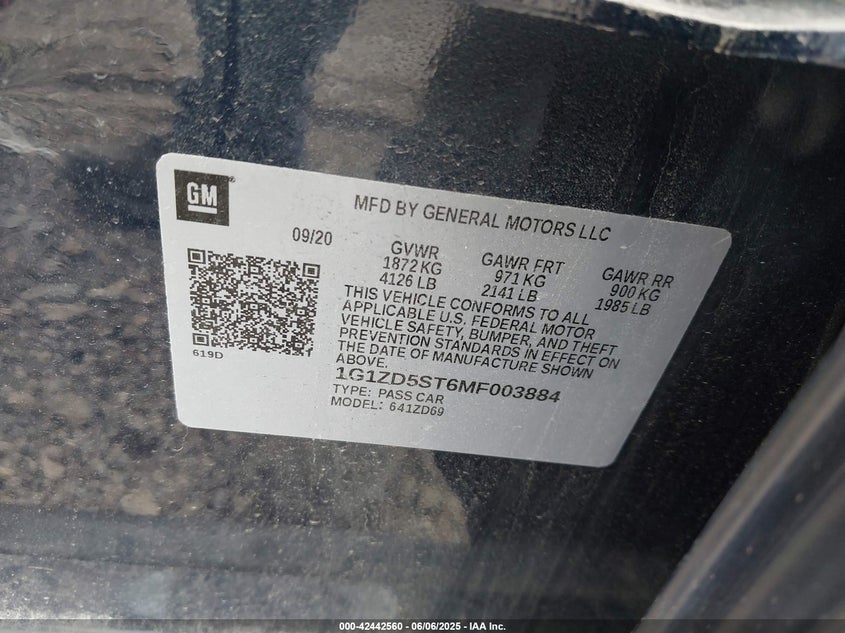 GM
MFD BY GENERAL MOTORS LLC
09/20
GVWR
1872 KG
4126 LB
GAWR FRT
971 KG
2141 LB
GAWR RR
900 KG
1985 LB
THIS VEHICLE CONFORMS TO ALL
APPLICABLE U.S. FEDERAL MOTOR
VEHICLE SAFETY, BUMPER, AND THEFT
PREVENTION STANDARDS IN EFFECT ON
THE DATE OF MANUFACTURE SHOWN
ABOVE.
619D
1G1ZD5ST6MF003884
TYPE: PASS CAR
MODEL: 641ZD69
000-42442560 - 06/06/2025 - IAA Inc.